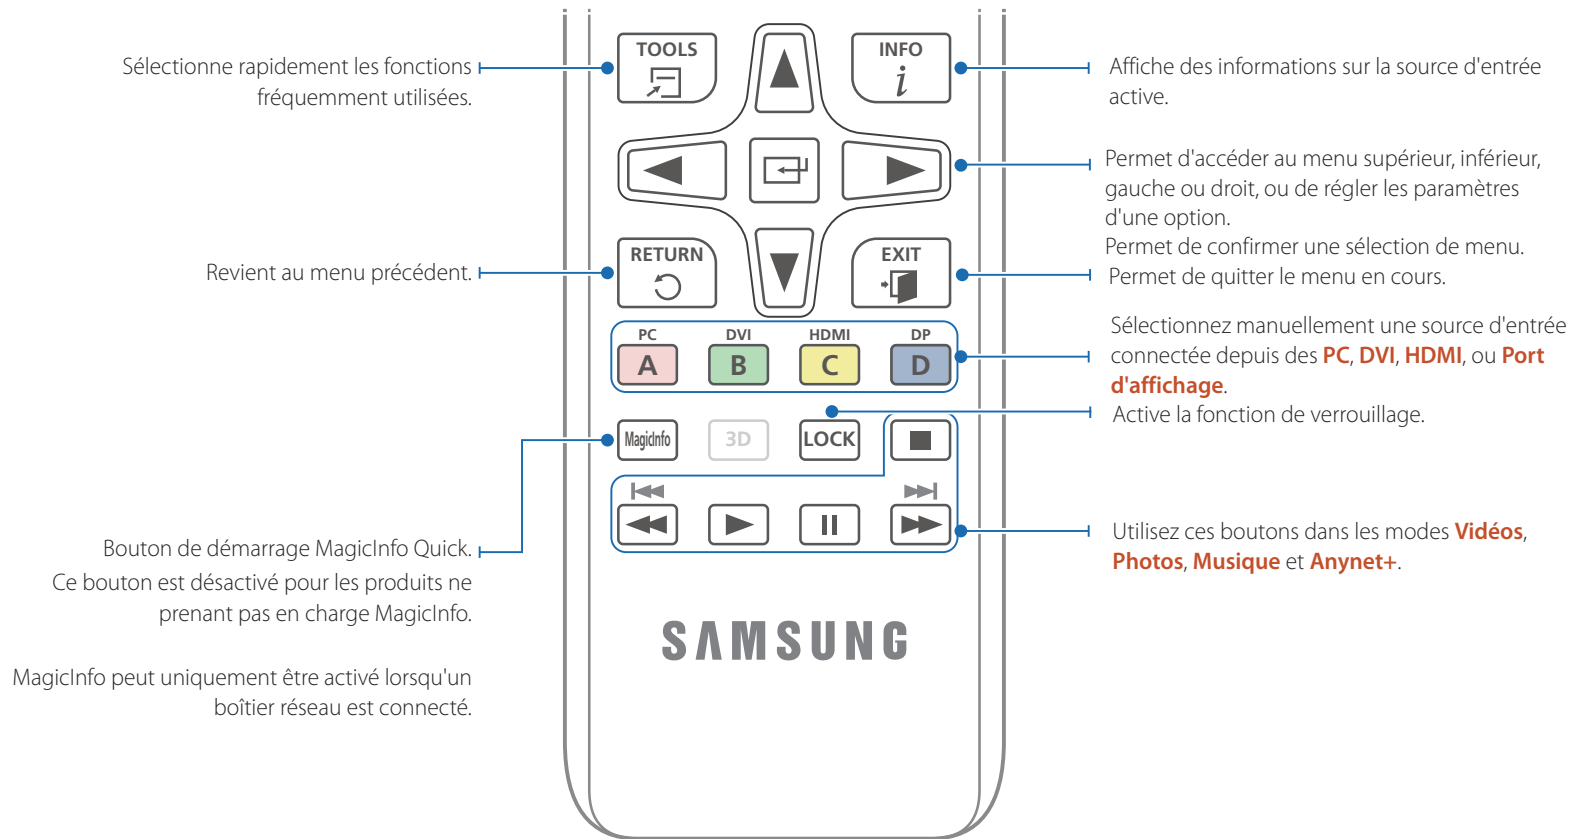 Sélectionne rapidement les fonctions
fréquemment utilisées.
TOOLS
INFO
i
Affiche des informations sur la source d'entrée
active.
Permet d'accéder au menu supérieur, inférieur,
gauche ou droit, ou de régler les paramètres
d'une option.
Permet de confirmer une sélection de menu.
Revient au menu précédent.
RETURN
EXIT
Permet de quitter le menu en cours.
PC DVI HDMI DP
A B C D
Sélectionnez manuellement une source d'entrée
connectée depuis des PC, DVI, HDMI, ou Port
d'affichage.
Active la fonction de verrouillage.
MagicInfo 3D LOCK
Bouton de démarrage MagicInfo Quick.
Ce bouton est désactivé pour les produits ne
prenant pas en charge MagicInfo.
MagicInfo peut uniquement être activé lorsqu'un
boîtier réseau est connecté.
Utilisez ces boutons dans les modes Vidéos,
Photos, Musique et Anynet+.
SAMSUNG